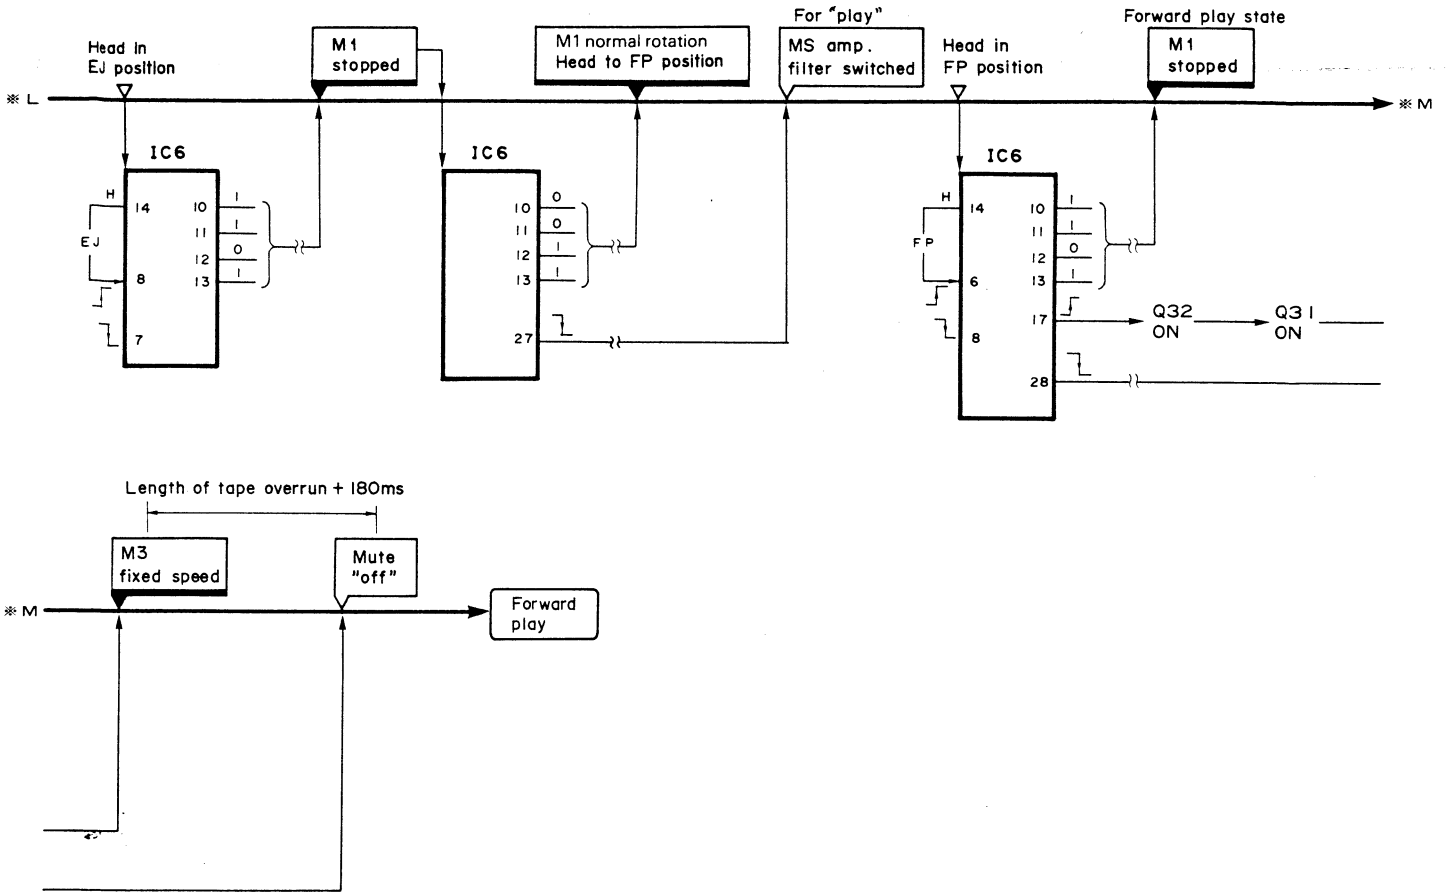 For "play"
Forward play state
Head in
EJ position
M1
stopped
M1 normal rotation
Head to FP position
MS amp.
filter switched
Head in
FP position
M1
stopped
※ L
※ M
IC6
IC6
IC6
H
14
10
1
11
1
EJ
12
0
8
13
1
7
10
0
11
0
12
1
13
1
27
H
14
10
1
11
1
FP
12
0
6
13
1
17
Q32
ON
Q31
ON
8
28
Length of tape overrun + 180ms
M3
fixed speed
Mute
"off"
※ M
Forward
play